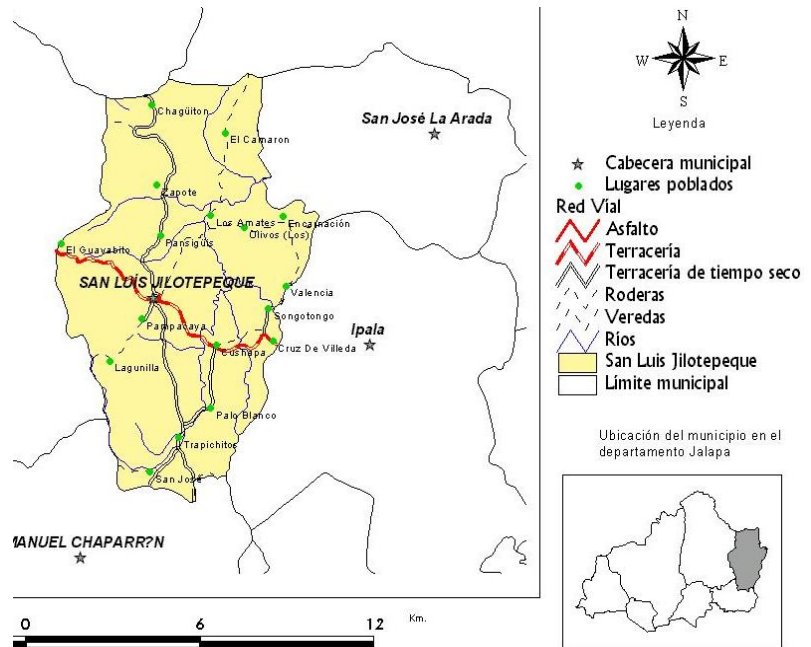 Chagüiton
El Camaron
San José La Arada
Zapote
Los Amates
Encarnación
Olivos (Los)
Pansigüis
El Guayabito
SAN LUIS JILOTEPEQUE
Valencia
Songotongo
Pampacaya
Ipala
Cushapa
Cruz De Villeda
Lagunilla
Palo Blanco
Trapichitos
San José
MANUEL CHAPARR?N
0 6 12 Km.
N
W E
S
Leyenda
Cabecera municipal
Lugares poblados
Red Víal
Asfalto
Terracería
Terracería de tiempo seco
Roderas
Veredas
Ríos
San Luis Jilotepeque
Límite municipal
Ubicación del municipio en el
departamento Jalapa